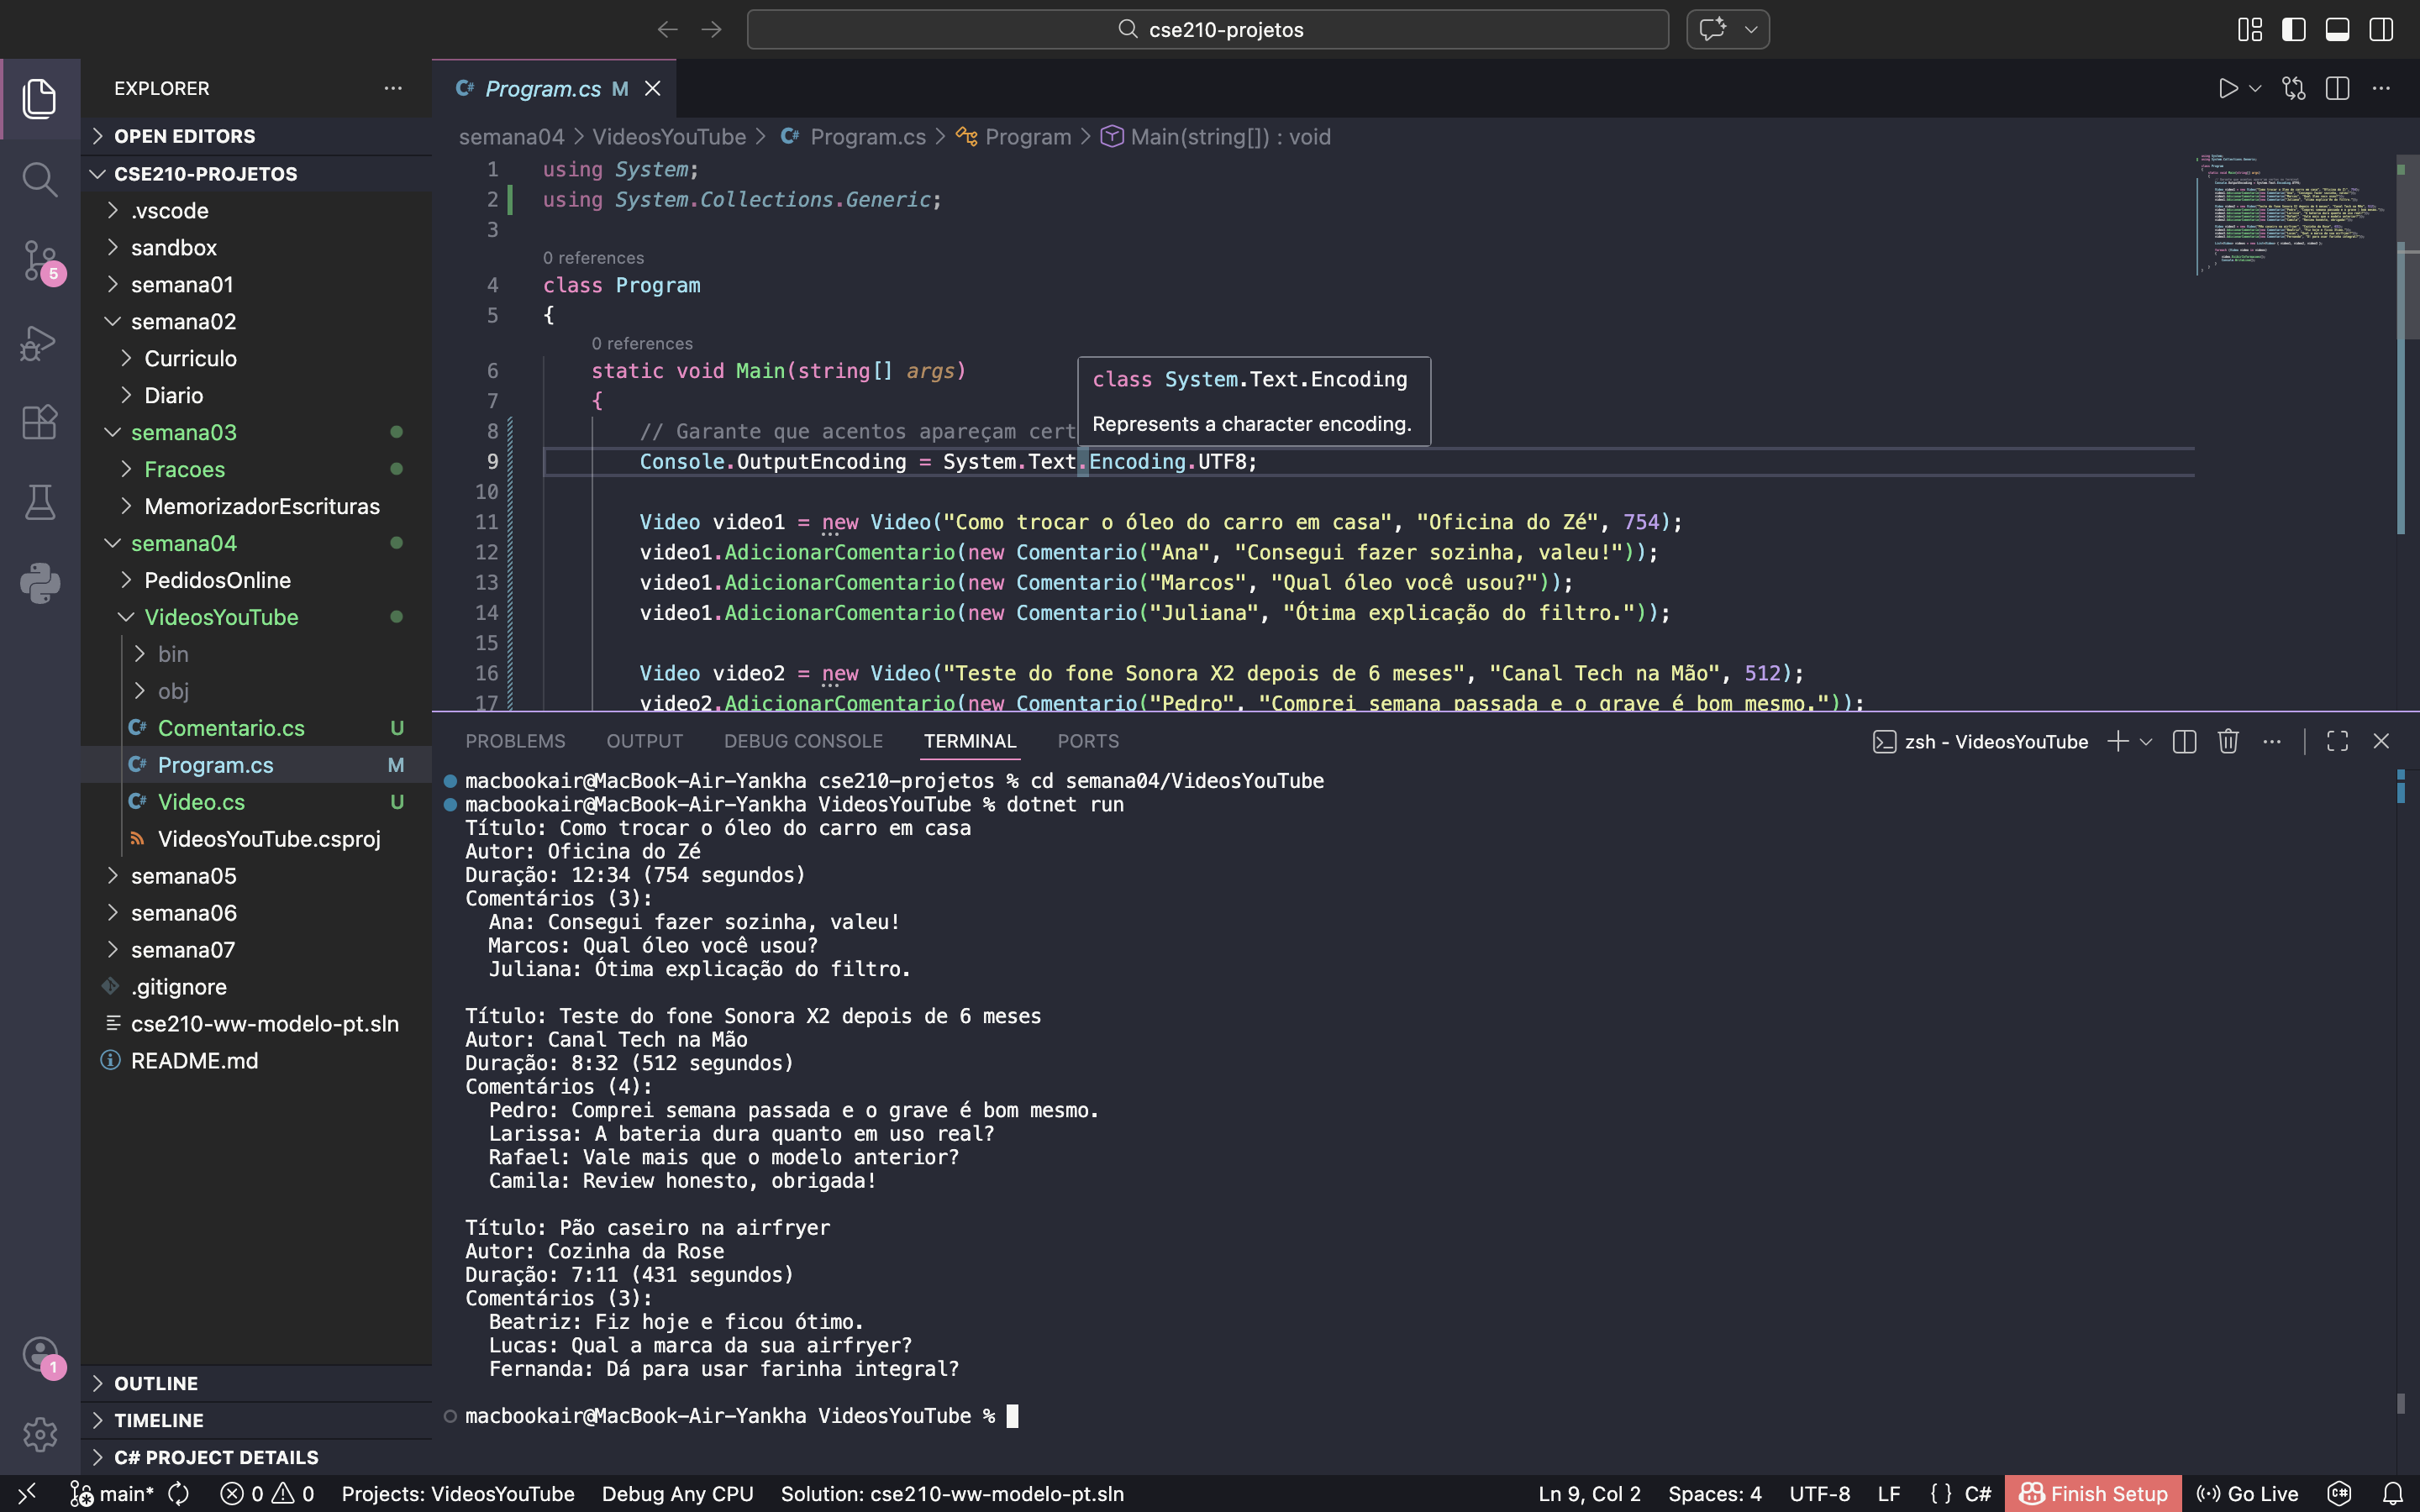 cse210-projetos
EXPLORER
OPEN EDITORS
CSE210-PROJETOS
.vscode
sandbox
semana01
semana02
Curriculo
Diario
semana03
Fracoes
MemorizadorEscrituras
semana04
PedidosOnline
VideosYouTube
bin
obj
Comentario.cs U
Program.cs M
Video.cs U
VideosYouTube.csproj
semana05
semana06
semana07
.gitignore
cse210-ww-modelo-pt.sln
README.md
OUTLINE
TIMELINE
C# PROJECT DETAILS
5
1
Program.cs M
semana04 > VideosYouTube > Program.cs > Program > Main(string[]) : void
1 using System;
2 using System.Collections.Generic;
3
0 references
4 class Program
5 {
0 references
6 static void Main(string[] args)
7 {
8 // Garante que acentos apareçam cert
9 Console.OutputEncoding = System.Text.Encoding.UTF8;
10
11 Video video1 = new Video("Como trocar o óleo do carro em casa", "Oficina do Zé", 754);
12 video1.AdicionarComentario(new Comentario("Ana", "Consegui fazer sozinha, valeu!"));
13 video1.AdicionarComentario(new Comentario("Marcos", "Qual óleo você usou?"));
14 video1.AdicionarComentario(new Comentario("Juliana", "Ótima explicação do filtro."));
15
16 Video video2 = new Video("Teste do fone Sonora X2 depois de 6 meses", "Canal Tech na Mão", 512);
17 video2.AdicionarComentario(new Comentario("Pedro", "Comprei semana passada e o grave é bom mesmo."));
class System.Text.Encoding
Represents a character encoding.
PROBLEMS OUTPUT DEBUG CONSOLE TERMINAL PORTS
zsh - VideosYouTube
macbookair@MacBook-Air-Yankha cse210-projetos % cd semana04/VideosYouTube
macbookair@MacBook-Air-Yankha VideosYouTube % dotnet run
Título: Como trocar o óleo do carro em casa
Autor: Oficina do Zé
Duração: 12:34 (754 segundos)
Comentários (3):
Ana: Consegui fazer sozinha, valeu!
Marcos: Qual óleo você usou?
Juliana: Ótima explicação do filtro.
Título: Teste do fone Sonora X2 depois de 6 meses
Autor: Canal Tech na Mão
Duração: 8:32 (512 segundos)
Comentários (4):
Pedro: Comprei semana passada e o grave é bom mesmo.
Larissa: A bateria dura quanto em uso real?
Rafael: Vale mais que o modelo anterior?
Camila: Review honesto, obrigada!
Título: Pão caseiro na airfryer
Autor: Cozinha da Rose
Duração: 7:11 (431 segundos)
Comentários (3):
Beatriz: Fiz hoje e ficou ótimo.
Lucas: Qual a marca da sua airfryer?
Fernanda: Dá para usar farinha integral?
macbookair@MacBook-Air-Yankha VideosYouTube %
main* 0 0 Projects: VideosYouTube Debug Any CPU Solution: cse210-ww-modelo-pt.sln Ln 9, Col 2 Spaces: 4 UTF-8 LF { } C# Finish Setup Go Live